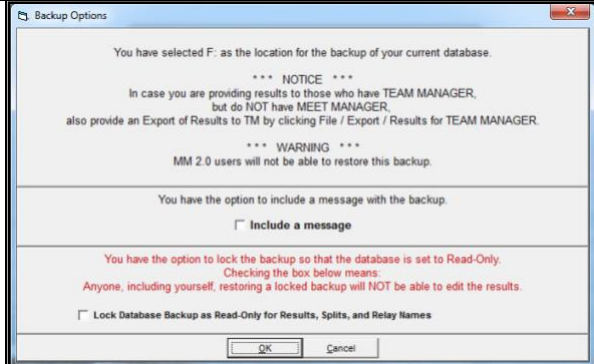 Backup Options
You have selected F: as the location for the backup of your current database.
* * * NOTICE * * *
In case you are providing results to those who have TEAM MANAGER,
but do NOT have MEET MANAGER,
also provide an Export of Results to TM by clicking File / Export / Results for TEAM MANAGER.
* * * WARNING * * *
MM 2.0 users will not be able to restore this backup.
You have the option to include a message with the backup.
Include a message
You have the option to lock the backup so that the database is set to Read-Only.
Checking the box below means:
Anyone, including yourself, restoring a locked backup will NOT be able to edit the results.
Lock Database Backup as Read-Only for Results, Splits, and Relay Names
OK Cancel